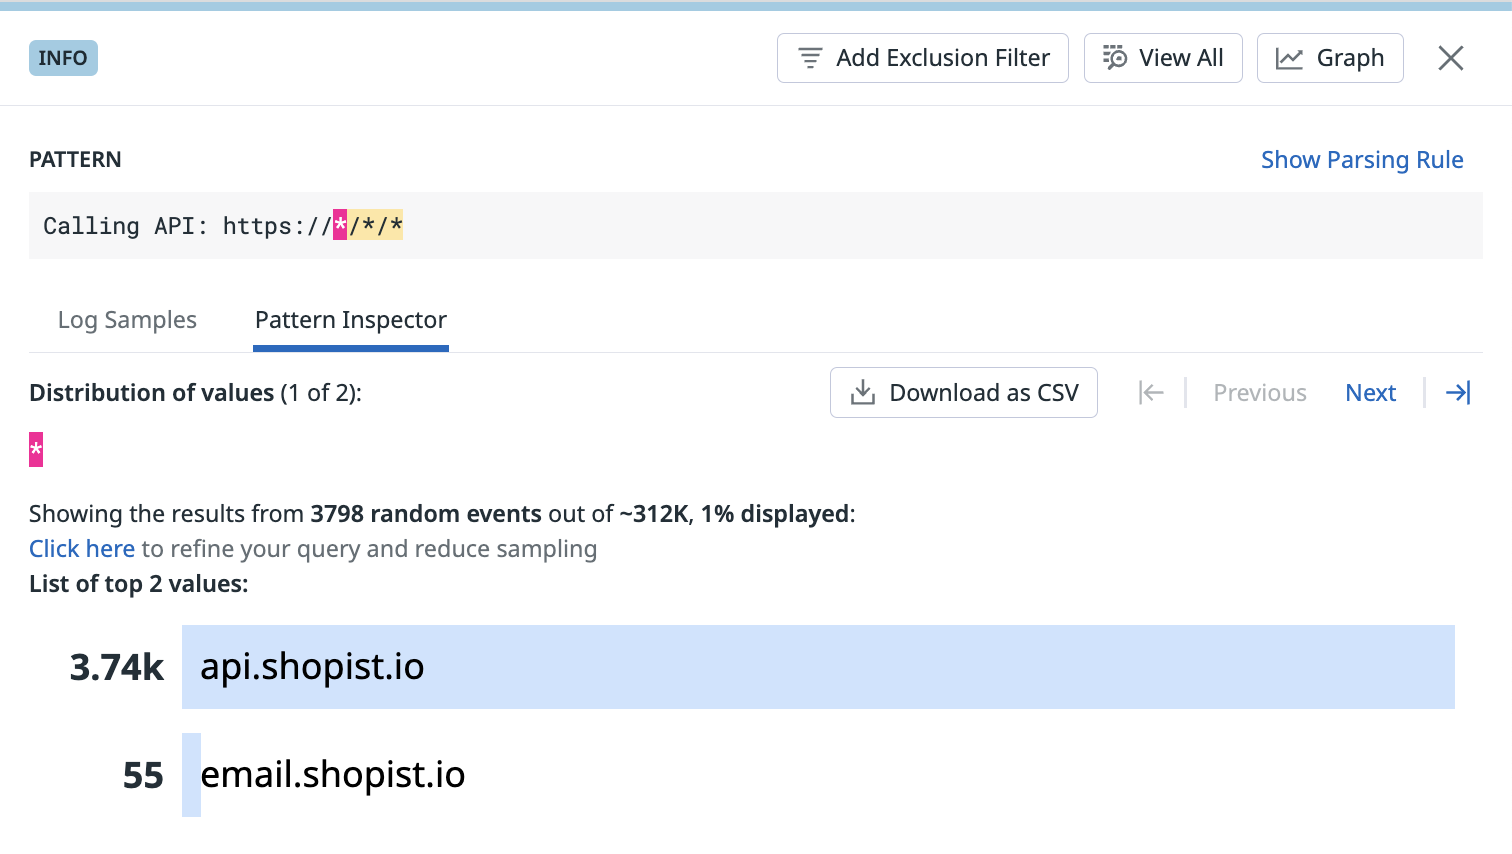 INFO
Add Exclusion Filter
View All
Graph
PATTERN
Show Parsing Rule
Calling API: https://*/*/*
Log Samples
Pattern Inspector
Distribution of values (1 of 2):
Download as CSV
Previous
Next
*
Showing the results from 3798 random events out of ~312K, 1% displayed:
Click here to refine your query and reduce sampling
List of top 2 values:
3.74k api.shopist.io
55 email.shopist.io